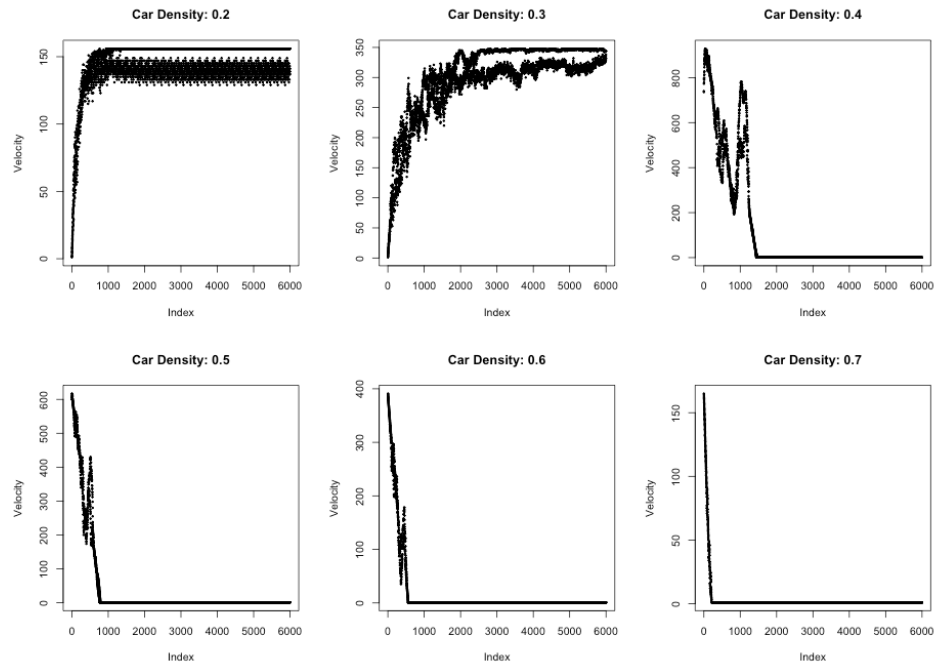 Car Density: 0.2
Velocity
0 50 100 150
0 1000 2000 3000 4000 5000 6000
Index
Car Density: 0.3
Velocity
0 50 100 150 200 250 300 350
0 1000 2000 3000 4000 5000 6000
Index
Car Density: 0.4
Velocity
0 200 400 600 800
0 1000 2000 3000 4000 5000 6000
Index
Car Density: 0.5
Velocity
0 100 200 300 400 500 600
0 1000 2000 3000 4000 5000 6000
Index
Car Density: 0.6
Velocity
0 100 200 300 400
0 1000 2000 3000 4000 5000 6000
Index
Car Density: 0.7
Velocity
0 50 100 150
0 1000 2000 3000 4000 5000 6000
Index